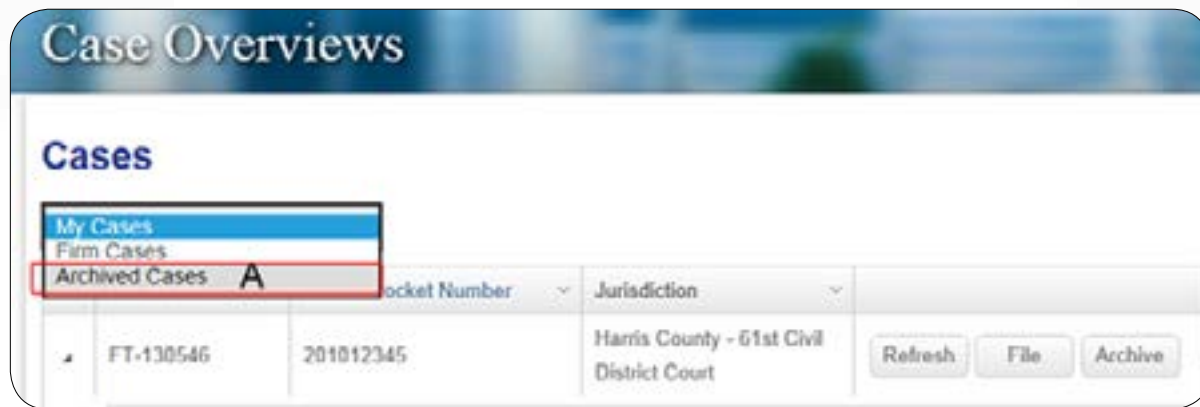 Case Overviews
Cases
My Cases
Firm Cases
Archived Cases A
ocket Number Jurisdiction
FT-130546 201012345 Harris County - 61st Civil Refresh File Archive
District Court